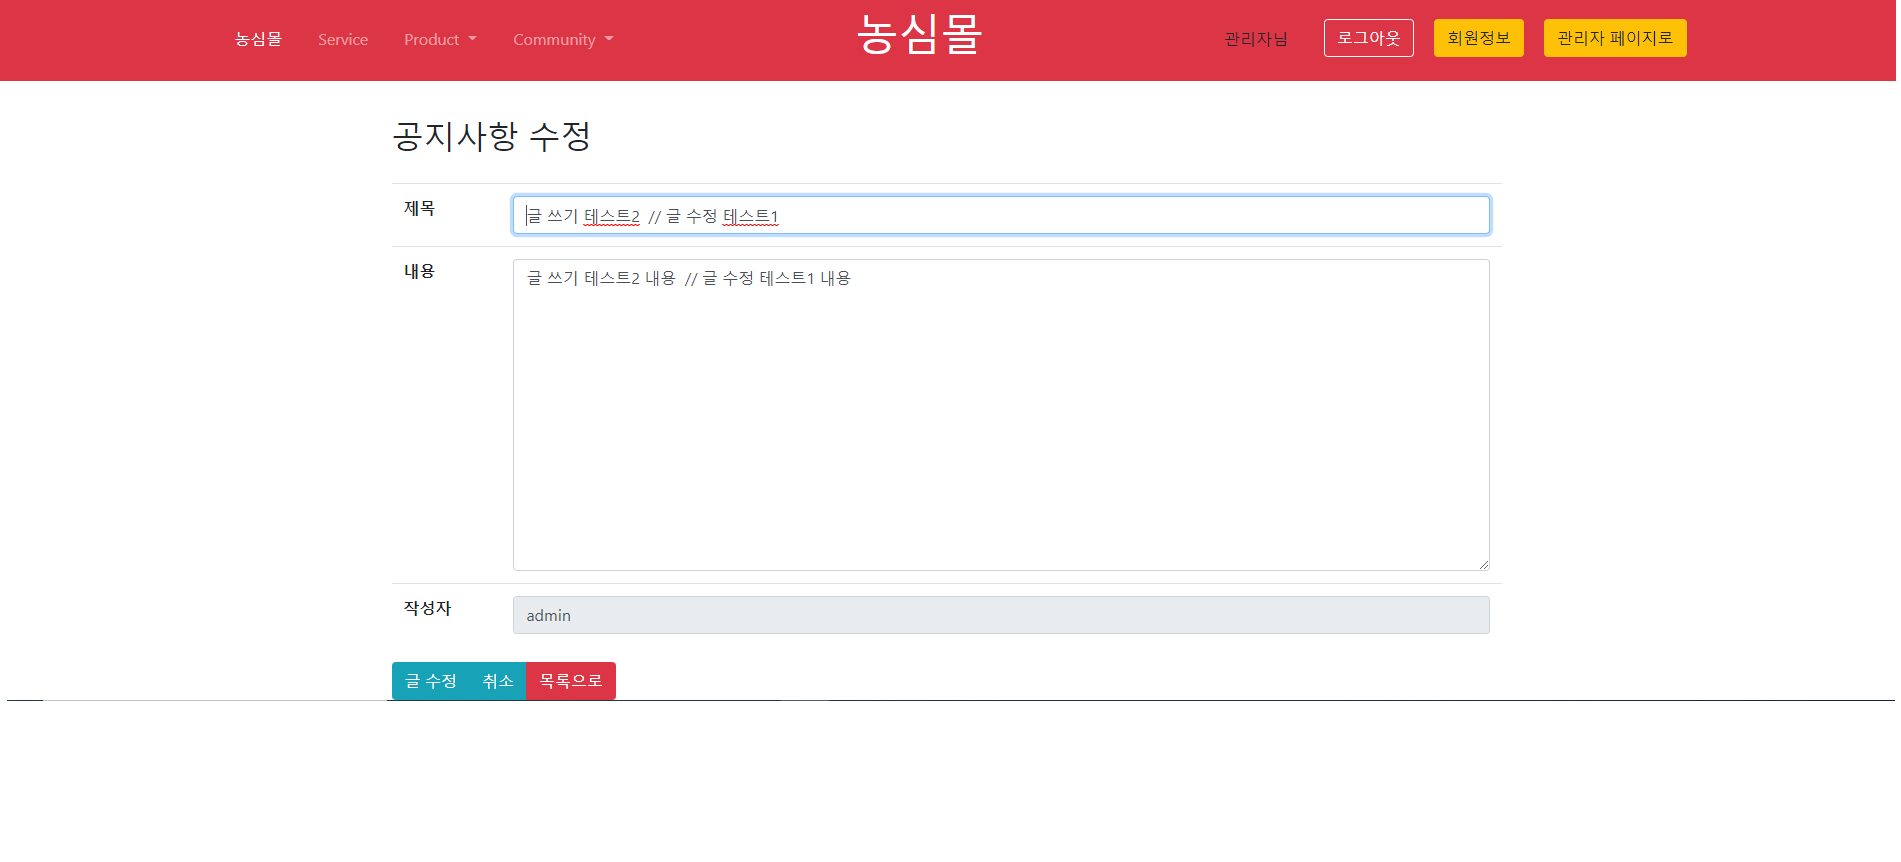 농심몰 Service Product Community 농심몰 관리자님 로그아웃 회원정보 관리자 페이지로
공지사항 수정
제목 글 쓰기 테스트2 // 글 수정 테스트1
내용 글 쓰기 테스트2 내용 // 글 수정 테스트1 내용
작성자 admin
글 수정 취소 목록으로